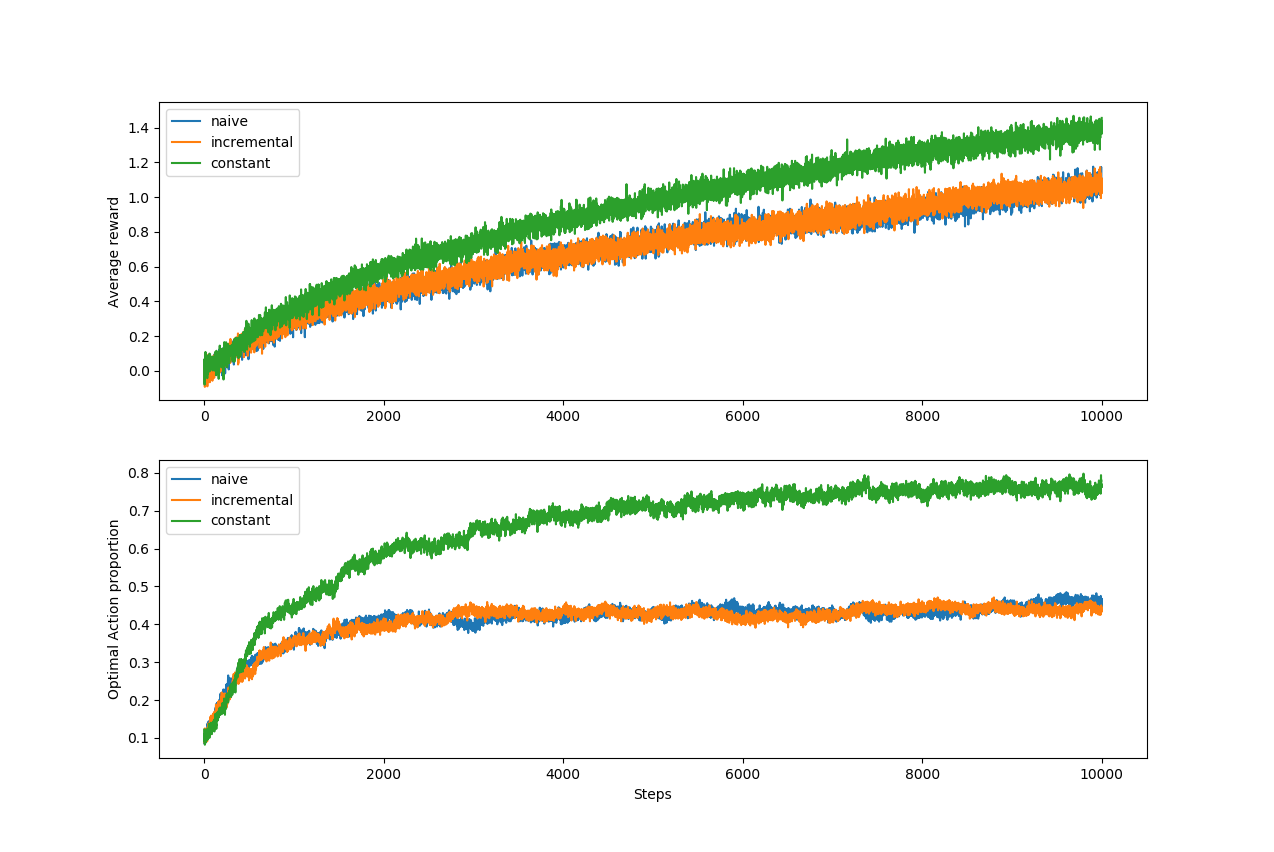 naive
incremental
constant
Average reward
1.4
1.2
1.0
0.8
0.6
0.4
0.2
0.0
0 2000 4000 6000 8000 10000
naive
incremental
constant
Optimal Action proportion
0.8
0.7
0.6
0.5
0.4
0.3
0.2
0.1
0 2000 4000 6000 8000 10000
Steps